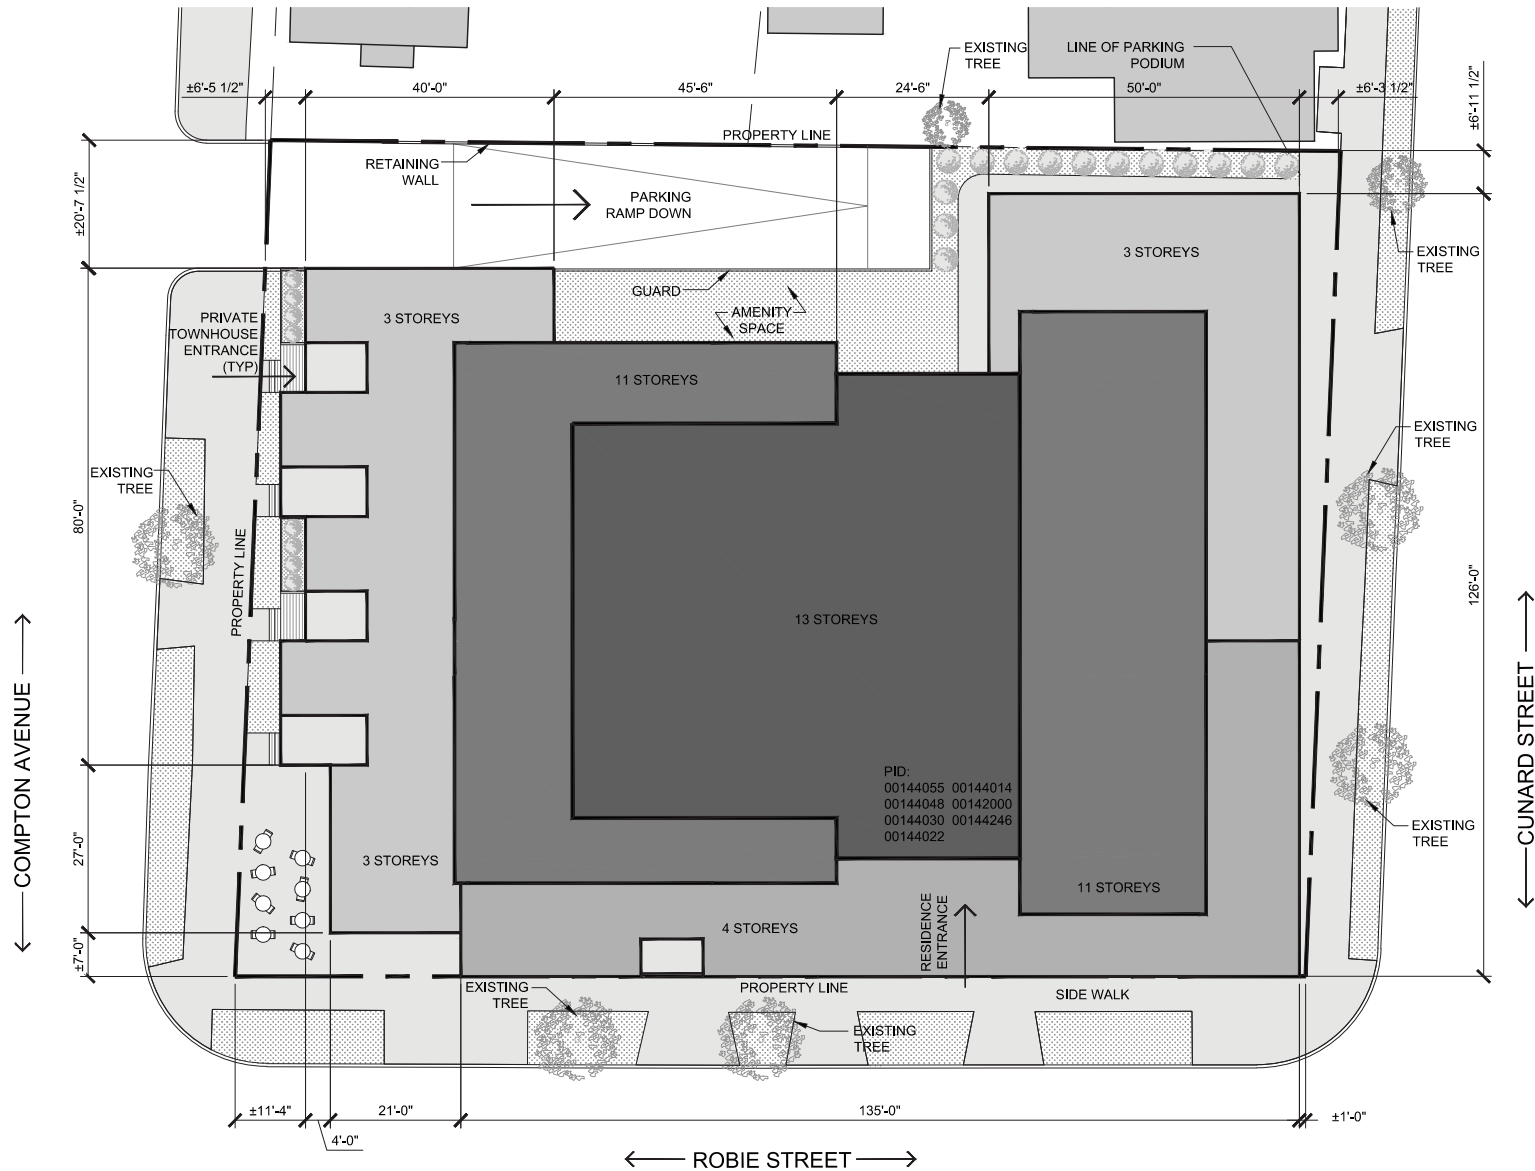 EXISTING
TREE
LINE OF PARKING
PODIUM
±6'-5 1/2"
40'-0"
45'-6"
24'-6"
50'-0"
±6'-3 1/2"
±6'-11 1/2"
PROPERTY LINE
RETAINING
WALL
±20'-7 1/2"
PARKING
RAMP DOWN
3 STOREYS
EXISTING
TREE
GUARD
AMENITY
SPACE
PRIVATE
TOWNHOUSE
ENTRANCE
(TYP)
3 STOREYS
11 STOREYS
EXISTING
TREE
EXISTING
TREE
80'-0"
PROPERTY LINE
126'-0"
13 STOREYS
COMPTON AVENUE
CUNARD STREET
PID:
00144055 00144014
00144048 00142000
00144030 00144246
00144022
EXISTING
TREE
27'-0"
3 STOREYS
11 STOREYS
4 STOREYS
RESIDENCE
ENTRANCE
±7'-0"
EXISTING
TREE
PROPERTY LINE
SIDE WALK
EXISTING
TREE
±11'-4"
21'-0"
135'-0"
±1'-0"
4'-0"
ROBIE STREET